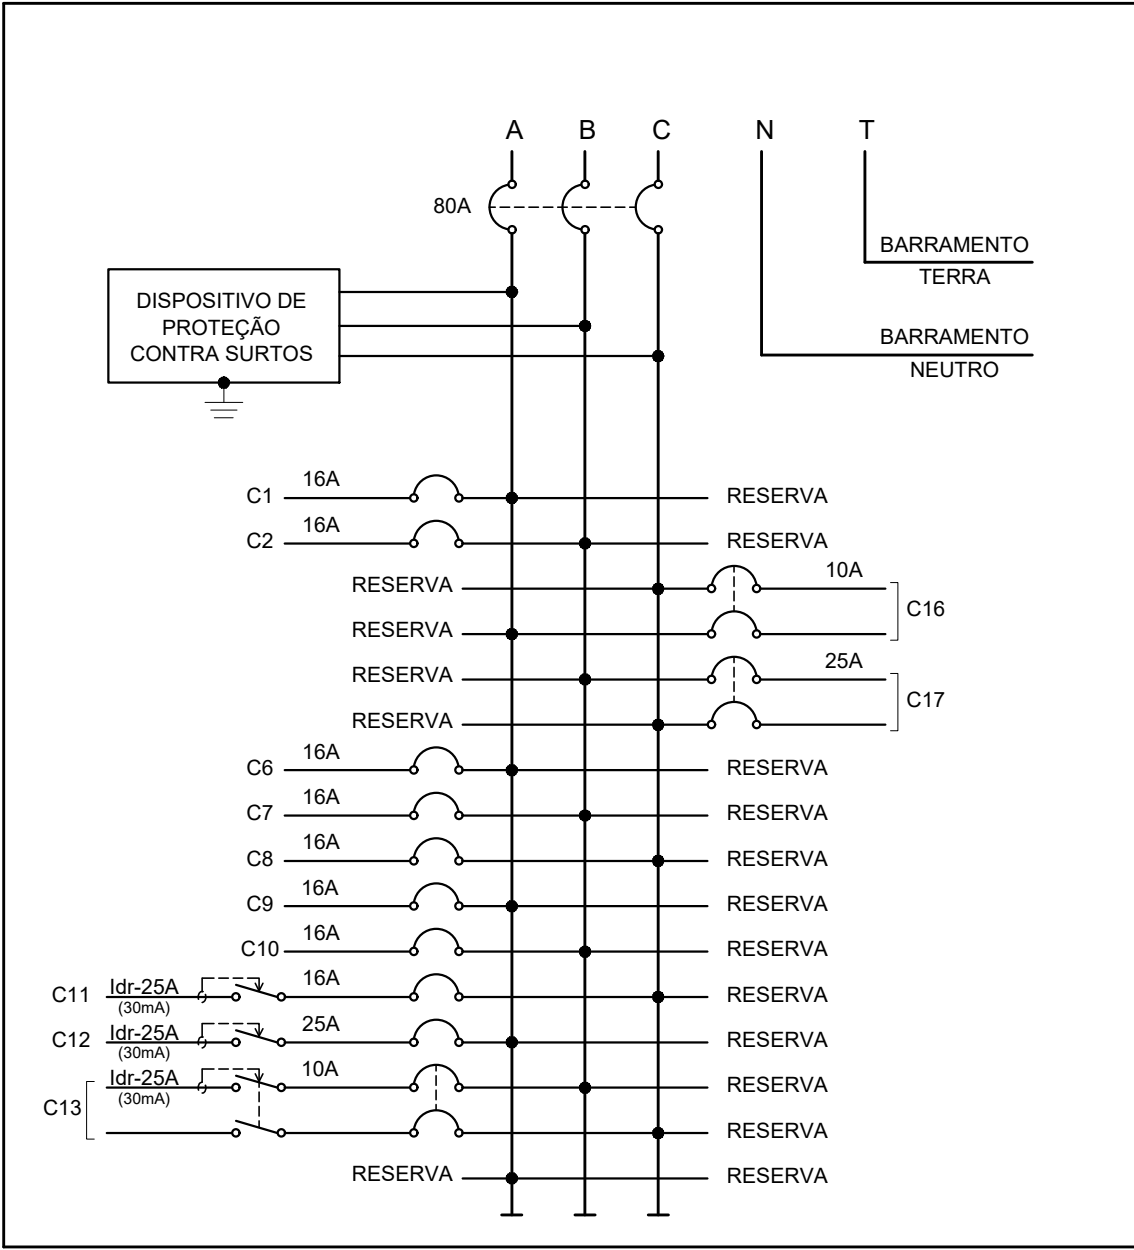 A B C N T
80A
BARRAMENTO
TERRA
DISPOSITIVO DE
PROTEÇÃO
CONTRA SURTOS
BARRAMENTO
NEUTRO
C1 16A RESERVA
C2 16A RESERVA
RESERVA 10A
C16
RESERVA
RESERVA 25A
C17
RESERVA
C6 16A RESERVA
C7 16A RESERVA
C8 16A RESERVA
C9 16A RESERVA
C10 16A RESERVA
C11 Idr-25A 16A RESERVA
(30mA)
C12 Idr-25A 25A RESERVA
(30mA)
Idr-25A 10A RESERVA
(30mA)
C13
RESERVA
RESERVA RESERVA